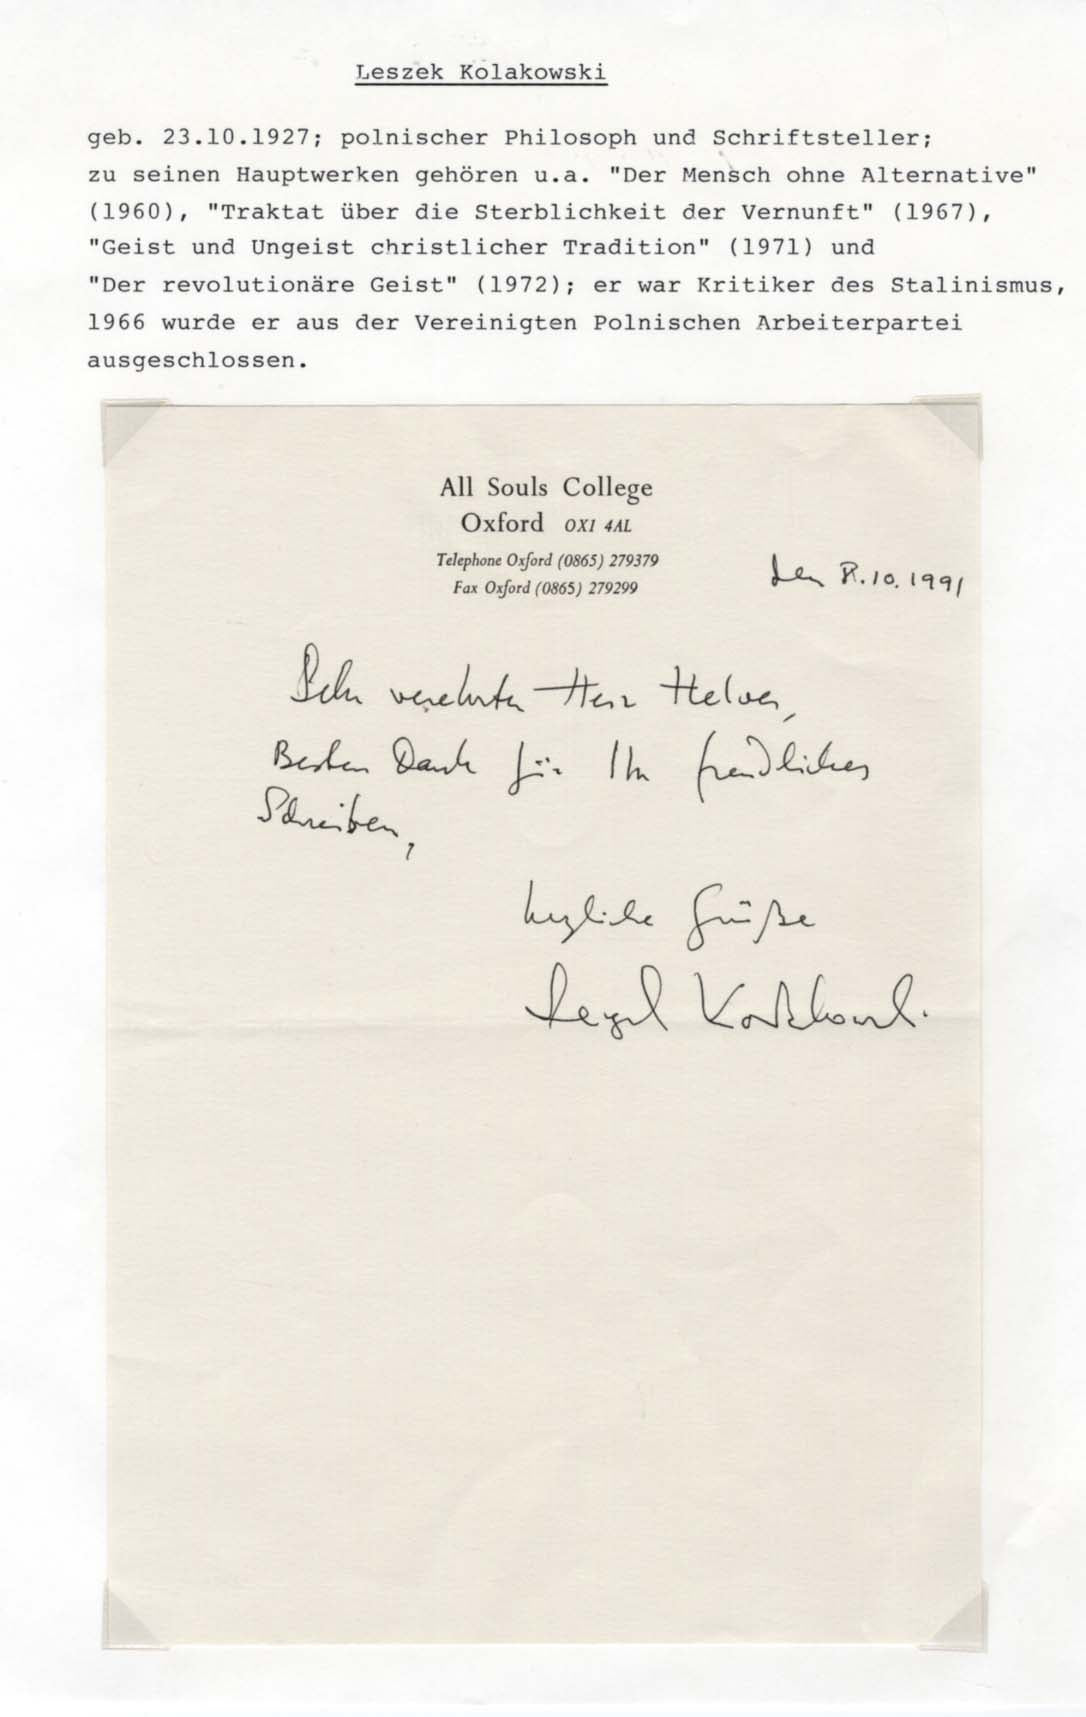 Leszek Kolakowski
geb. 23.10.1927; polnischer Philosoph und Schriftsteller;
zu seinen Hauptwerken gehören u.a. "Der Mensch ohne Alternative"
(1960), "Traktat über die Sterblichkeit der Vernunft" (1967),
"Geist und Ungeist christlicher Tradition" (1971) und
"Der revolutionäre Geist" (1972); er war Kritiker des Stalinismus,
1966 wurde er aus der Vereinigten Polnischen Arbeiterpartei
ausgeschlossen.
All Souls College
Oxford OX1 4AL
Telephone Oxford (0865) 279379
Fax Oxford (0865) 279299
den 8.10.1991
Sehr verehrter Herr
Besten Dank für Ihr freundliches
Schreiben,
herzliche Grüße
Leszek Kolakowski